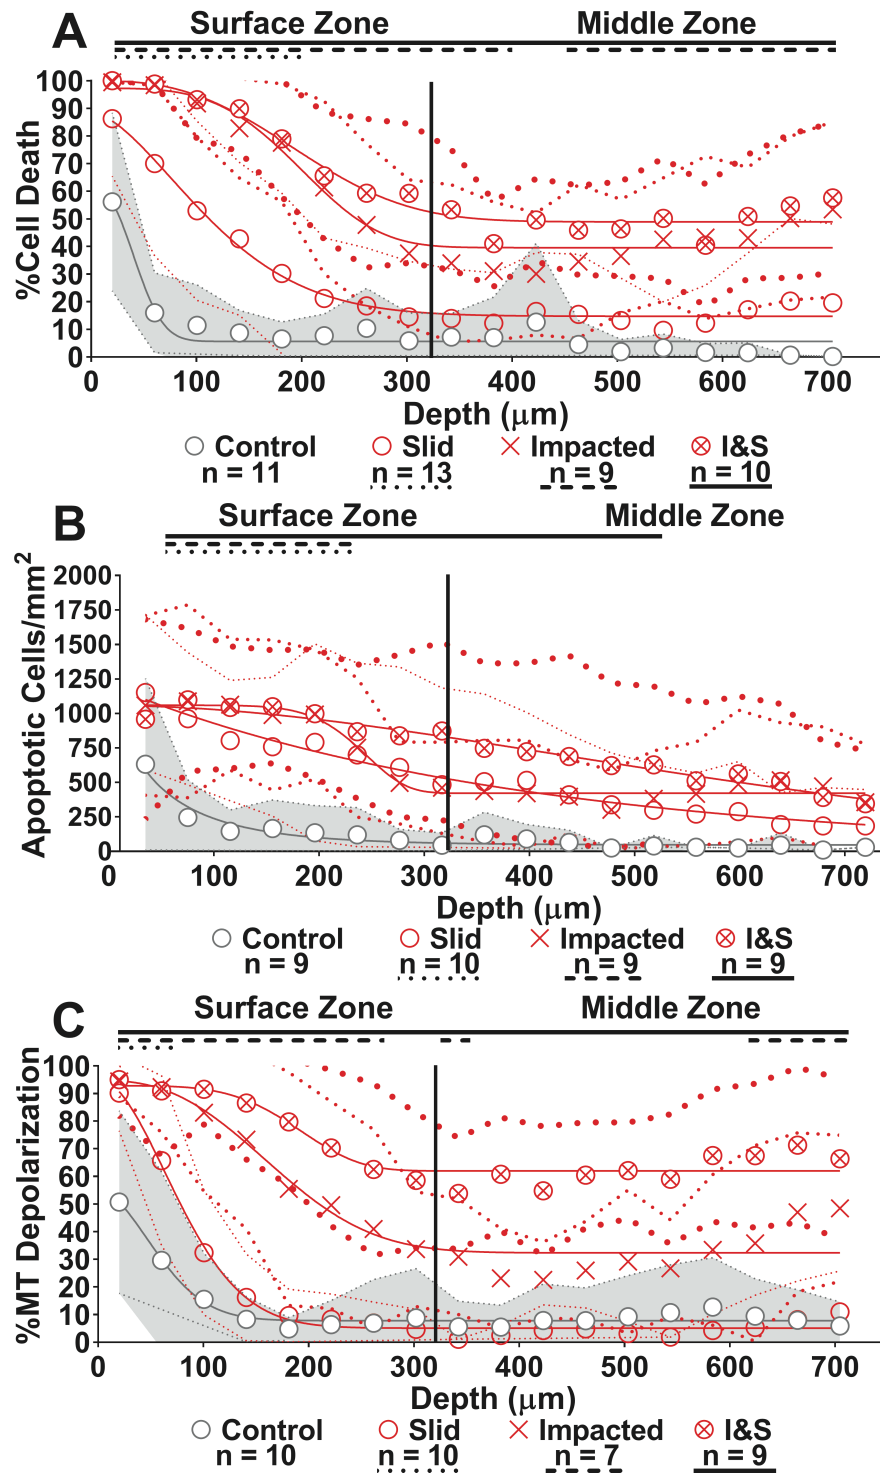 A Surface Zone Middle Zone
%Cell Death
100
90
80
70
60
50
40
30
20
10
0
0 100 200 300 400 500 600 700
Depth (μm)
Control Slid Impacted I&S
n = 11 n = 13 n = 9 n = 10
B Surface Zone Middle Zone
Apoptotic Cells/mm2
2000
1750
1500
1250
1000
750
500
250
0
0 100 200 300 400 500 600 700
Depth (μm)
Control Slid Impacted I&S
n = 9 n = 10 n = 9 n = 9
C Surface Zone Middle Zone
%MT Depolarization
100
90
80
70
60
50
40
30
20
10
0
0 100 200 300 400 500 600 700
Depth (μm)
Control Slid Impacted I&S
n = 10 n = 10 n = 7 n = 9